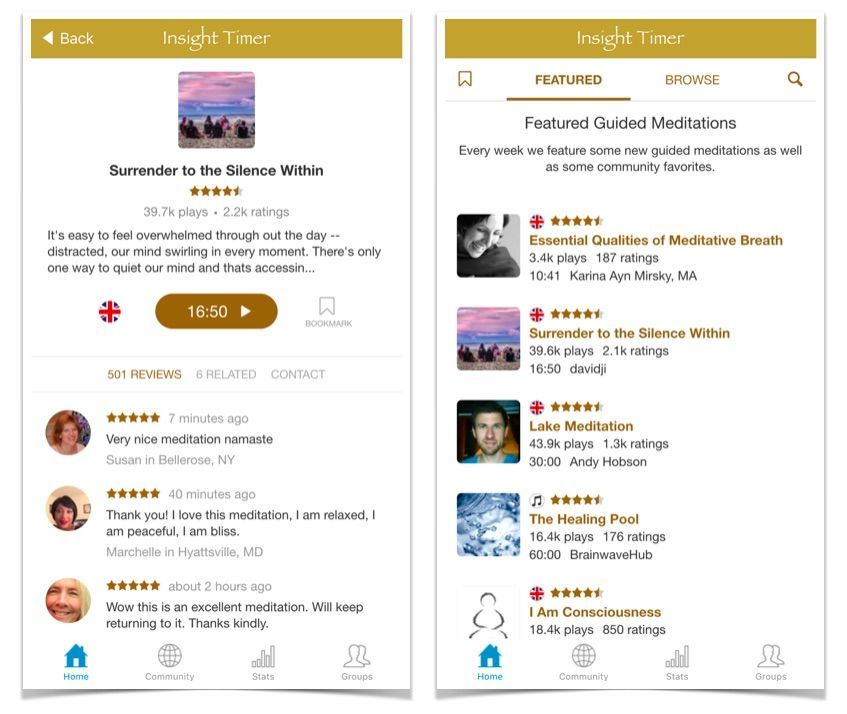 Back
Insight Timer
Surrender to the Silence Within
39.7k plays • 2.2k ratings
It's easy to feel overwhelmed through out the day --
distracted, our mind swirling in every moment. There's only
one way to quiet our mind and thats accessin...
16:50
BOOKMARK
501 REVIEWS 6 RELATED CONTACT
7 minutes ago
Very nice meditation namaste
Susan in Bellerose, NY
40 minutes ago
Thank you! I love this meditation, I am relaxed, I
am peaceful, I am bliss.
Marchelle in Hyattsville, MD
about 2 hours ago
Wow this is an excellent meditation. Will keep
returning to it. Thanks kindly.
Home Community Stats Groups
Insight Timer
FEATURED BROWSE
Featured Guided Meditations
Every week we feature some new guided meditations as well
as some community favorites.
Essential Qualities of Meditative Breath
3.4k plays 187 ratings
10:41 Karina Ayn Mirsky, MA
Surrender to the Silence Within
39.6k plays 2.1k ratings
16:50 davidji
Lake Meditation
43.9k plays 1.3k ratings
30:00 Andy Hobson
The Healing Pool
16.4k plays 176 ratings
60:00 BrainwaveHub
I Am Consciousness
18.4k plays 850 ratings
Home Community Stats Groups